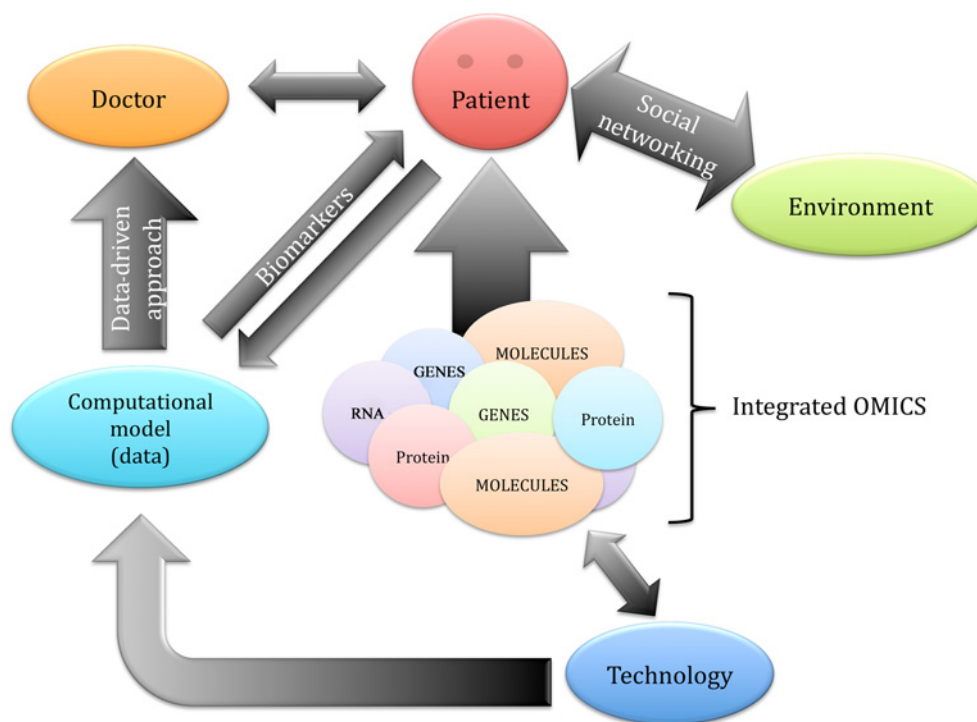 Doctor
Patient
Social
networking
Environment
Data-driven
approach
Biomarkers
MOLECULES
GENES
RNA
GENES
Protein
Protein
MOLECULES
Integrated OMICS
Computational
model
(data)
Technology